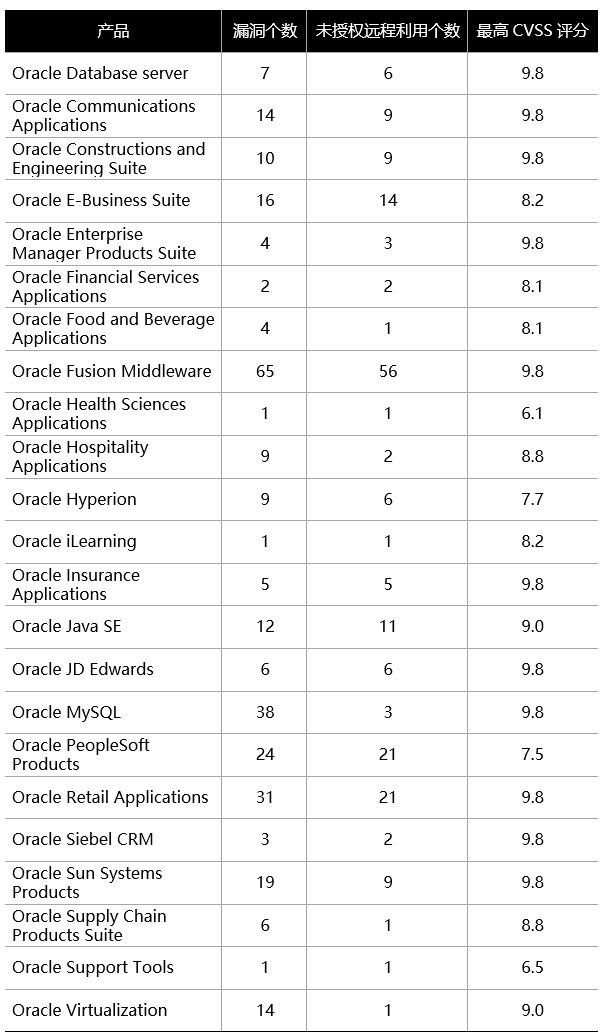 产品 漏洞个数 未授权远程利用个数 最高 CVSS 评分
Oracle Database server 7 6 9.8
Oracle Communications
Applications 14 9 9.8
Oracle Constructions and
Engineering Suite 10 9 9.8
Oracle E-Business Suite 16 14 8.2
Oracle Enterprise
Manager Products Suite 4 3 9.8
Oracle Financial Services
Applications 2 2 8.1
Oracle Food and Beverage
Applications 4 1 8.1
Oracle Fusion Middleware 65 56 9.8
Oracle Health Sciences
Applications 1 1 6.1
Oracle Hospitality
Applications 9 2 8.8
Oracle Hyperion 9 6 7.7
Oracle iLearning 1 1 8.2
Oracle Insurance
Applications 5 5 9.8
Oracle Java SE 12 11 9.0
Oracle JD Edwards 6 6 9.8
Oracle MySQL 38 3 9.8
Oracle PeopleSoft
Products 24 21 7.5
Oracle Retail Applications 31 21 9.8
Oracle Siebel CRM 3 2 9.8
Oracle Sun Systems
Products 19 9 9.8
Oracle Supply Chain
Products Suite 6 1 8.8
Oracle Support Tools 1 1 6.5
Oracle Virtualization 14 1 9.0